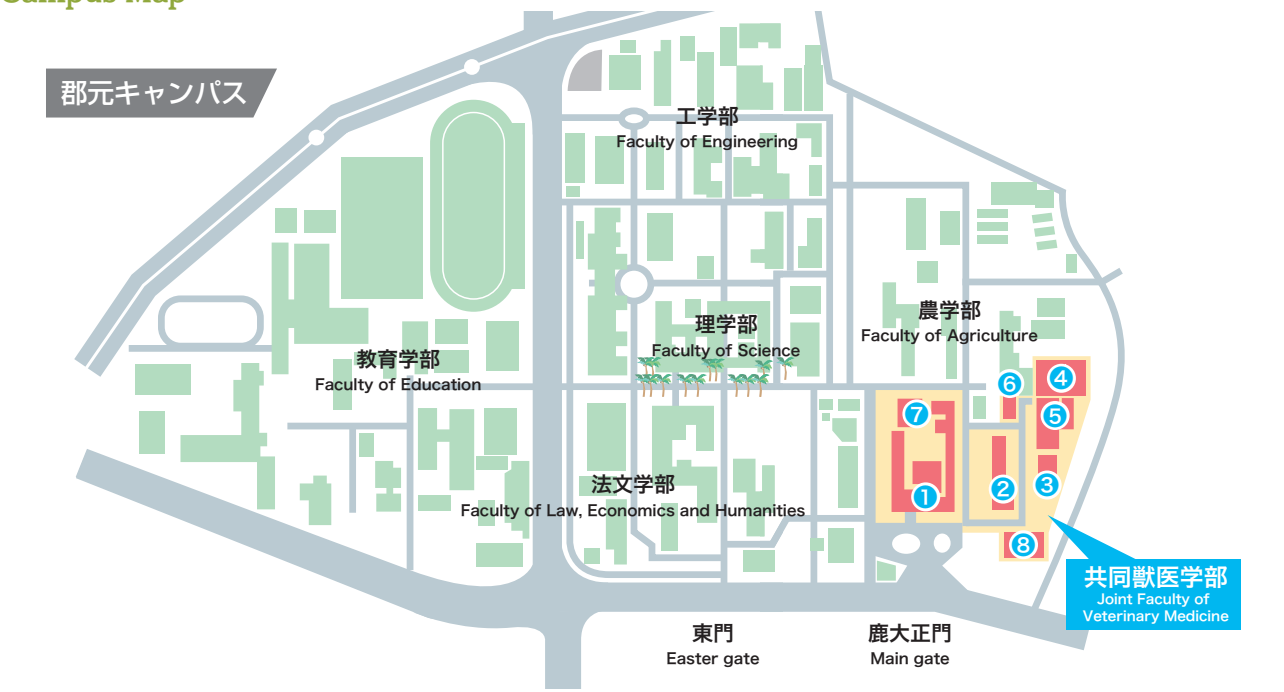 Campus Map
郡元キャンパス
工学部
Faculty of Engineering
理学部
Faculty of Science
農学部
Faculty of Agriculture
教育学部
Faculty of Education
⑥
④
⑦
⑤
法文学部
Faculty of Law, Economics and Humanities
①
②
③
⑧
共同獣医学部
Joint Faculty of
Veterinary Medicine
東門
Easter gate
鹿大正門
Main gate